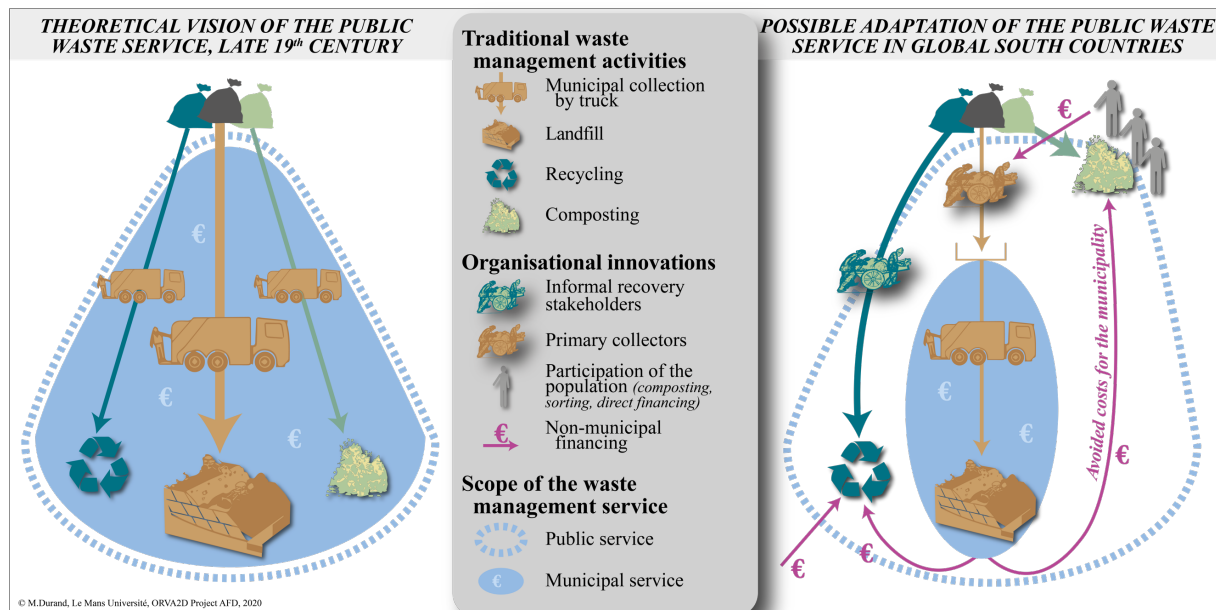 THEORETICAL VISION OF THE PUBLIC
WASTE SERVICE, LATE 19th CENTURY
€
€
€
© M.Durand, Le Mans Université, ORVA2D Project AFD, 2020
Traditional waste
management activities
Municipal collection
by truck
Landfill
Recycling
Composting
Organisational innovations
Informal recovery
stakeholders
Primary collectors
Participation of the
population (composting,
sorting, direct financing)
€
Non-municipal
financing
Scope of the waste
management service
Public service
€
Municipal service
POSSIBLE ADAPTATION OF THE PUBLIC WASTE
SERVICE IN GLOBAL SOUTH COUNTRIES
€
€
€
Avoided costs for the municipality
€
€
€